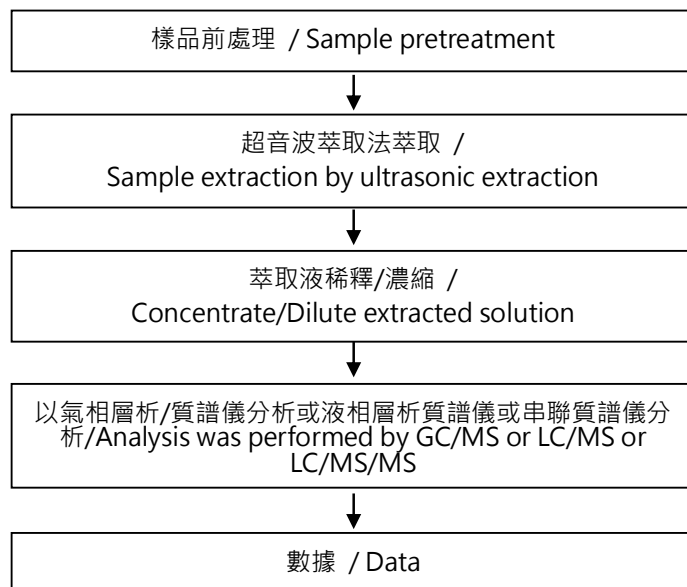 樣品前處理 / Sample pretreatment
超音波萃取法萃取 /
Sample extraction by ultrasonic extraction
萃取液稀釋/濃縮 /
Concentrate/Dilute extracted solution
以氣相層析/質譜儀分析或液相層析質譜儀或串聯質譜儀分
析/Analysis was performed by GC/MS or LC/MS or
LC/MS/MS
數據 / Data